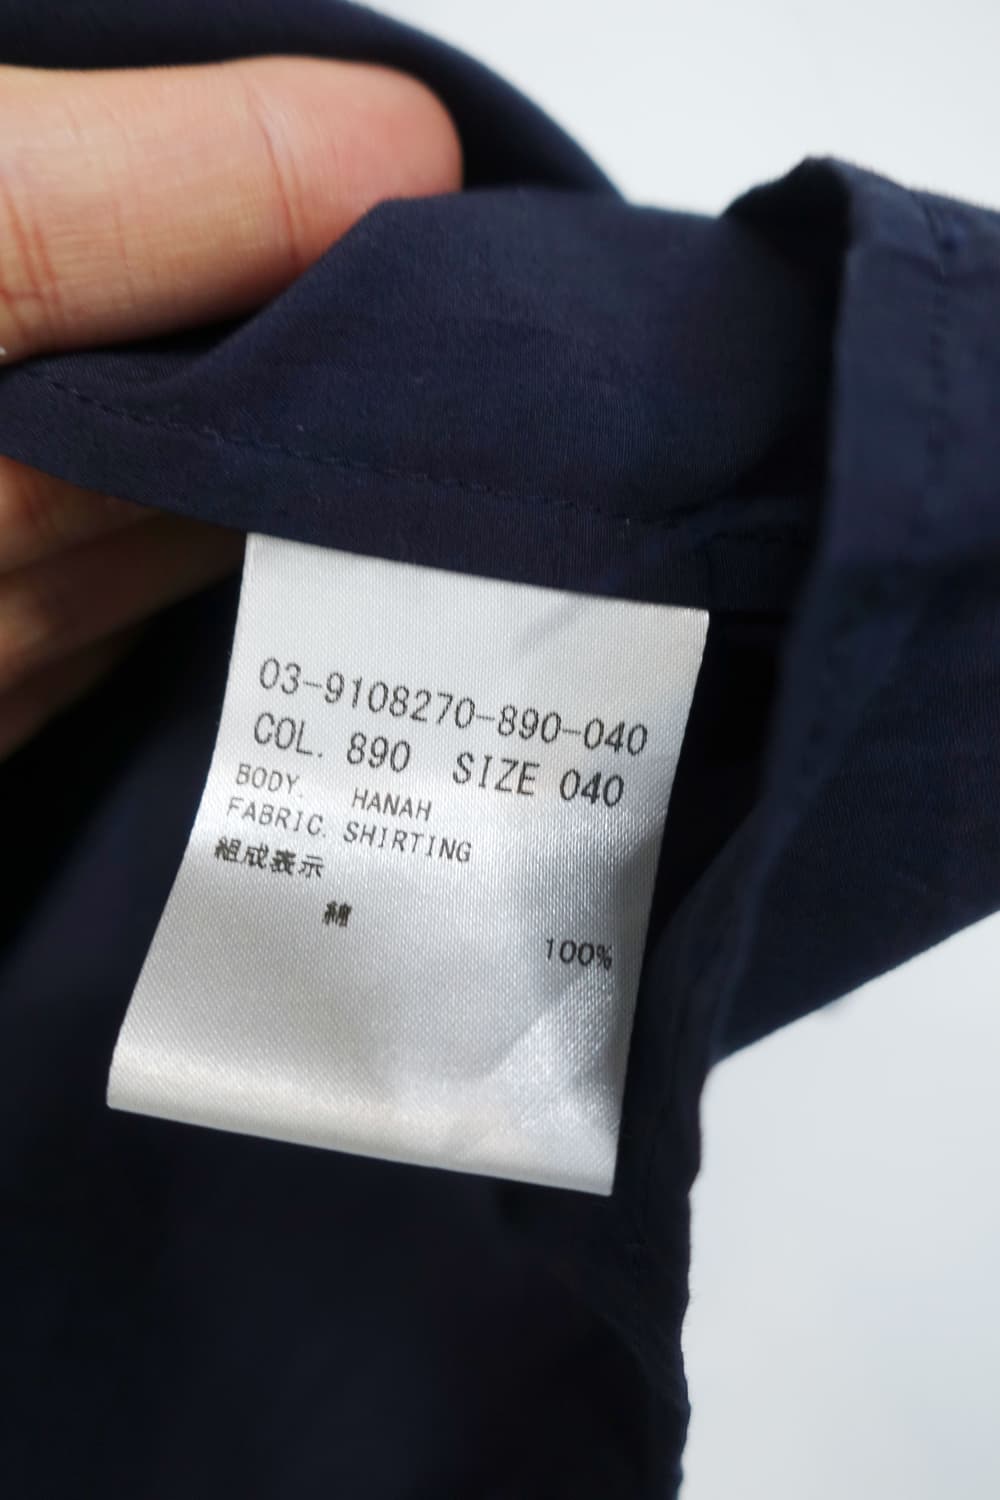 03-9108270-890-040
COL. 890 SIZE 040
BODY. HANAH
FABRIC. SHIRTING
組成表示
綿
100%